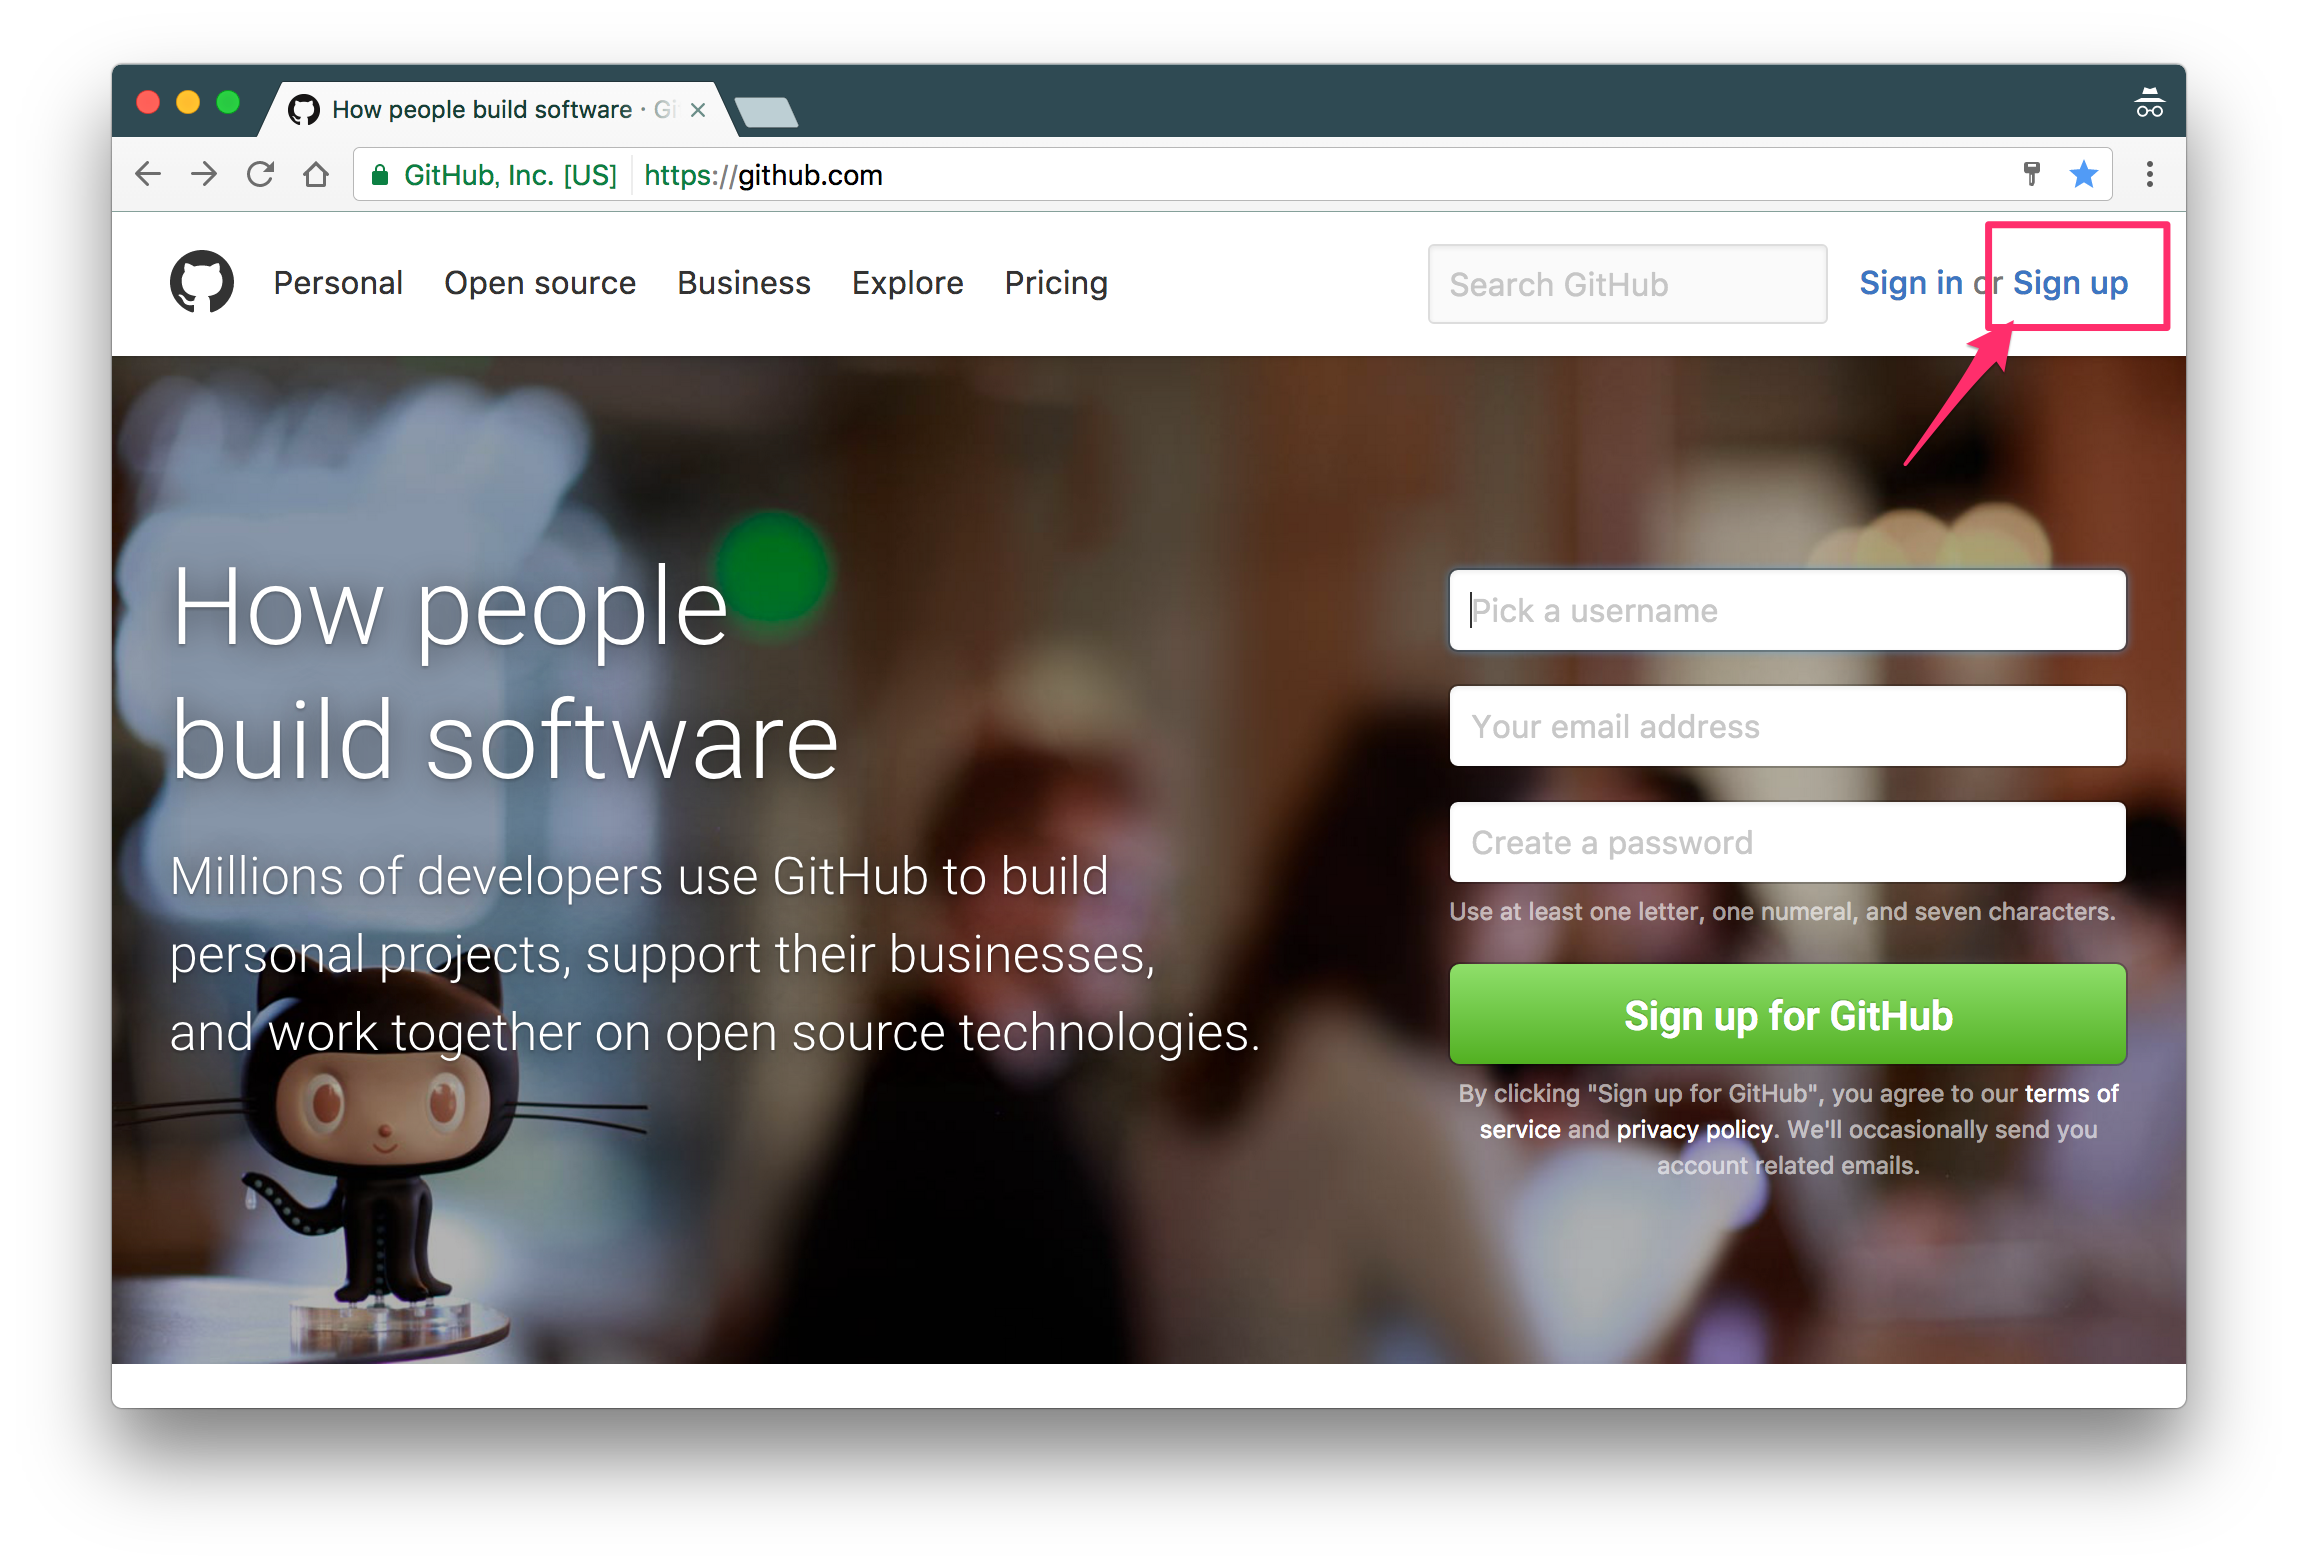 How people build software · Gi
GitHub, Inc. [US] https://github.com
Personal Open source Business Explore Pricing Search GitHub Sign in or Sign up
How people
build software
Millions of developers use GitHub to build
personal projects, support their businesses,
and work together on open source technologies.
Pick a username
Your email address
Create a password
Use at least one letter, one numeral, and seven characters.
Sign up for GitHub
By clicking "Sign up for GitHub", you agree to our terms of
service and privacy policy. We'll occasionally send you
account related emails.